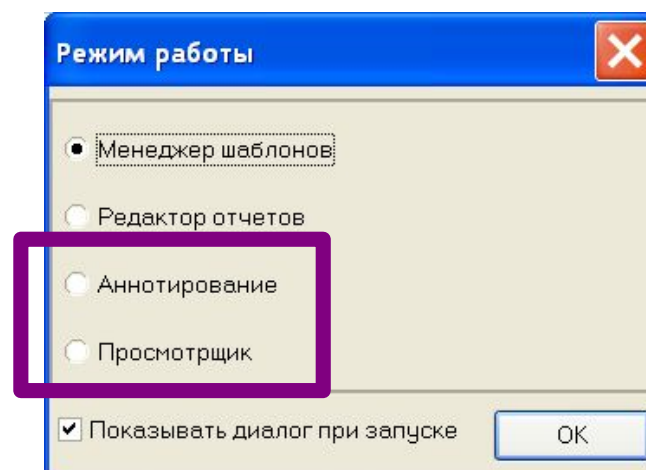 Режим работы
Менеджер шаблонов
Редактор отчетов
Аннотирование
Просмотрщик
Показывать диалог при запуске
OK